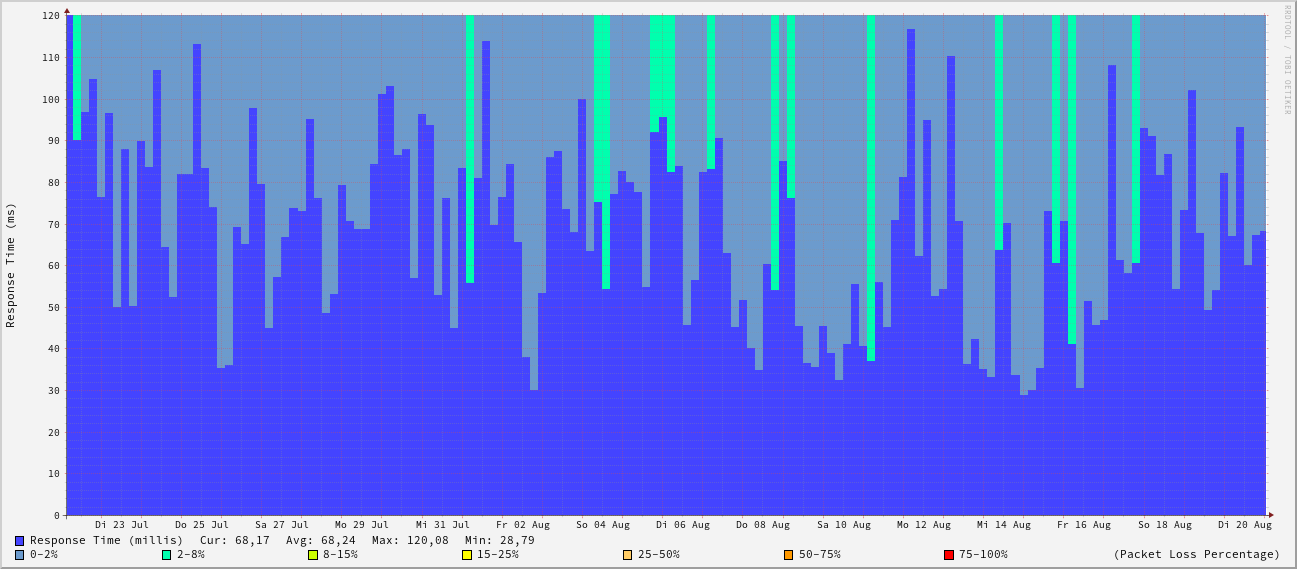 RRDTOOL / TOBI OETIKER
Response Time (ms)
120
110
100
90
80
70
60
50
40
30
20
10
0
Di 23 Jul Do 25 Jul Sa 27 Jul Mo 29 Jul Mi 31 Jul Fr 02 Aug So 04 Aug Di 06 Aug Do 08 Aug Sa 10 Aug Mo 12 Aug Mi 14 Aug Fr 16 Aug So 18 Aug Di 20 Aug
Response Time (millis) Cur: 68,17 Avg: 68,24 Max: 120,08 Min: 28,79
0-2% 2-8% 8-15% 15-25% 25-50% 50-75% 75-100% (Packet Loss Percentage)